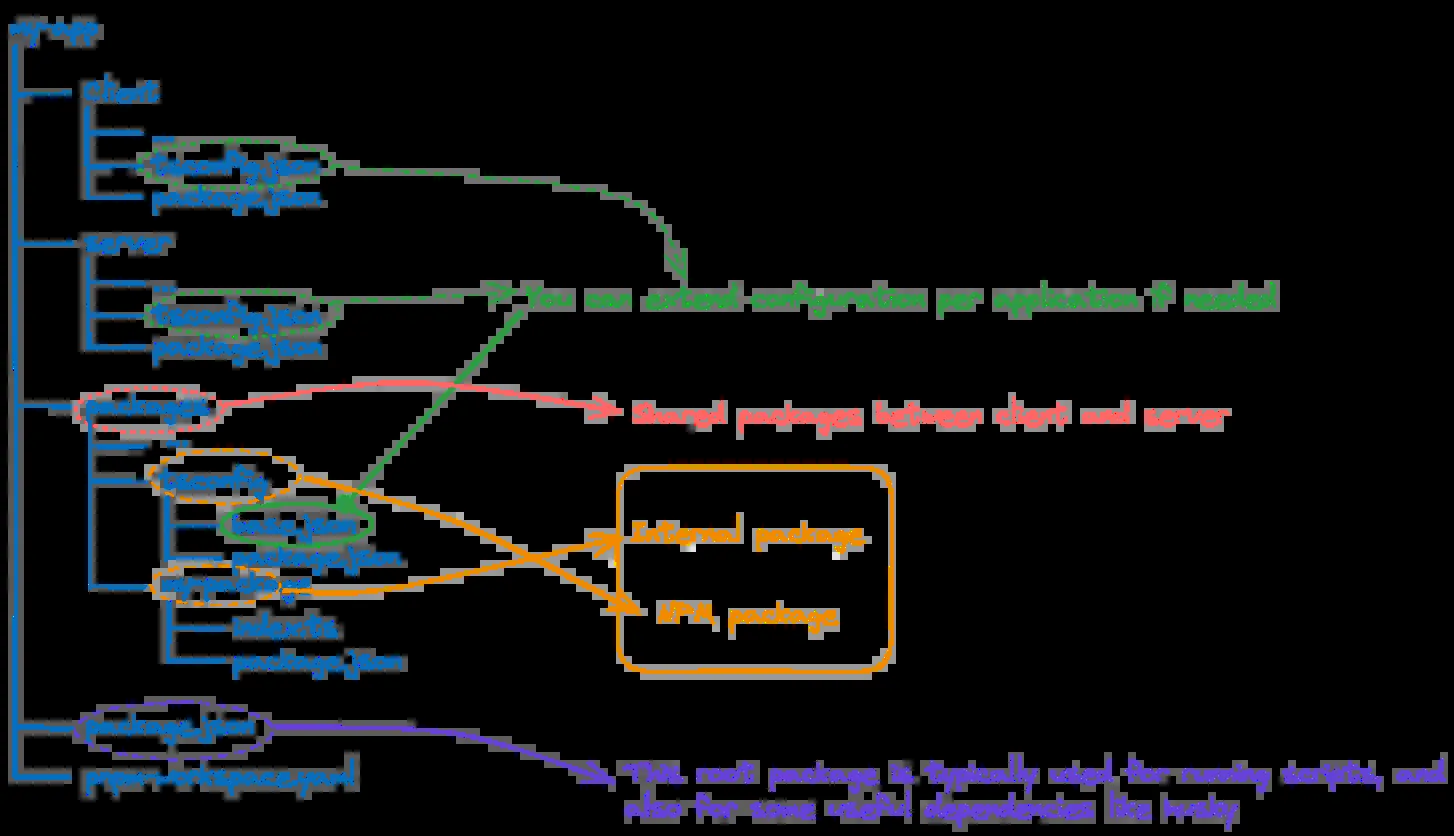 my-app
client
...
tsconfig.json
package.json
server
...
tsconfig.json
package.json
You can extend configuration per application if needed
packages
Shared packages between client and server
...
tsconfig
base.json
package.json
Internal package
my-package
NPM package
index.ts
package.json
package.json
pnpm-workspace.yaml
This root package is typically used for running scripts, and
also for some useful dependencies like husky